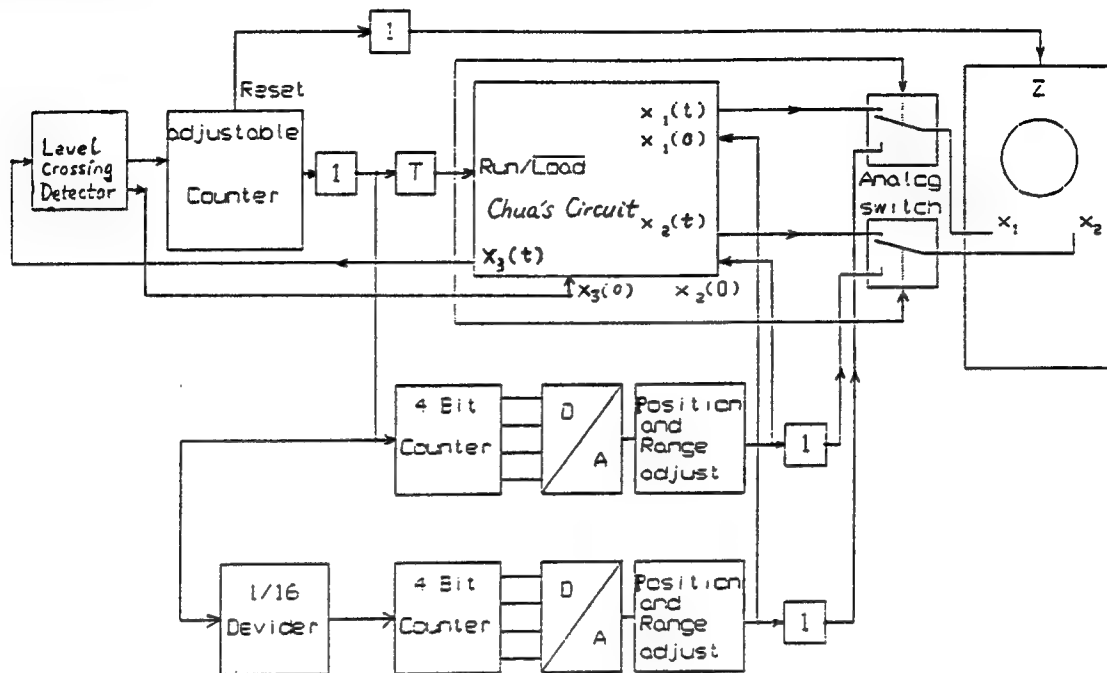 1
Reset
Z
Level
Crossing
Detector
adjustable
Counter
1
T
Run/Load
Chua's Circuit
x1(t)
x1(0)
x2(t)
X3(t)
x3(0)
x2(0)
Analog
switch
x1
x2
4 Bit
Counter
D
A
Position
and
Range
adjust
1
1/16
Devider
4 Bit
Counter
D
A
Position
and
Range
adjust
1